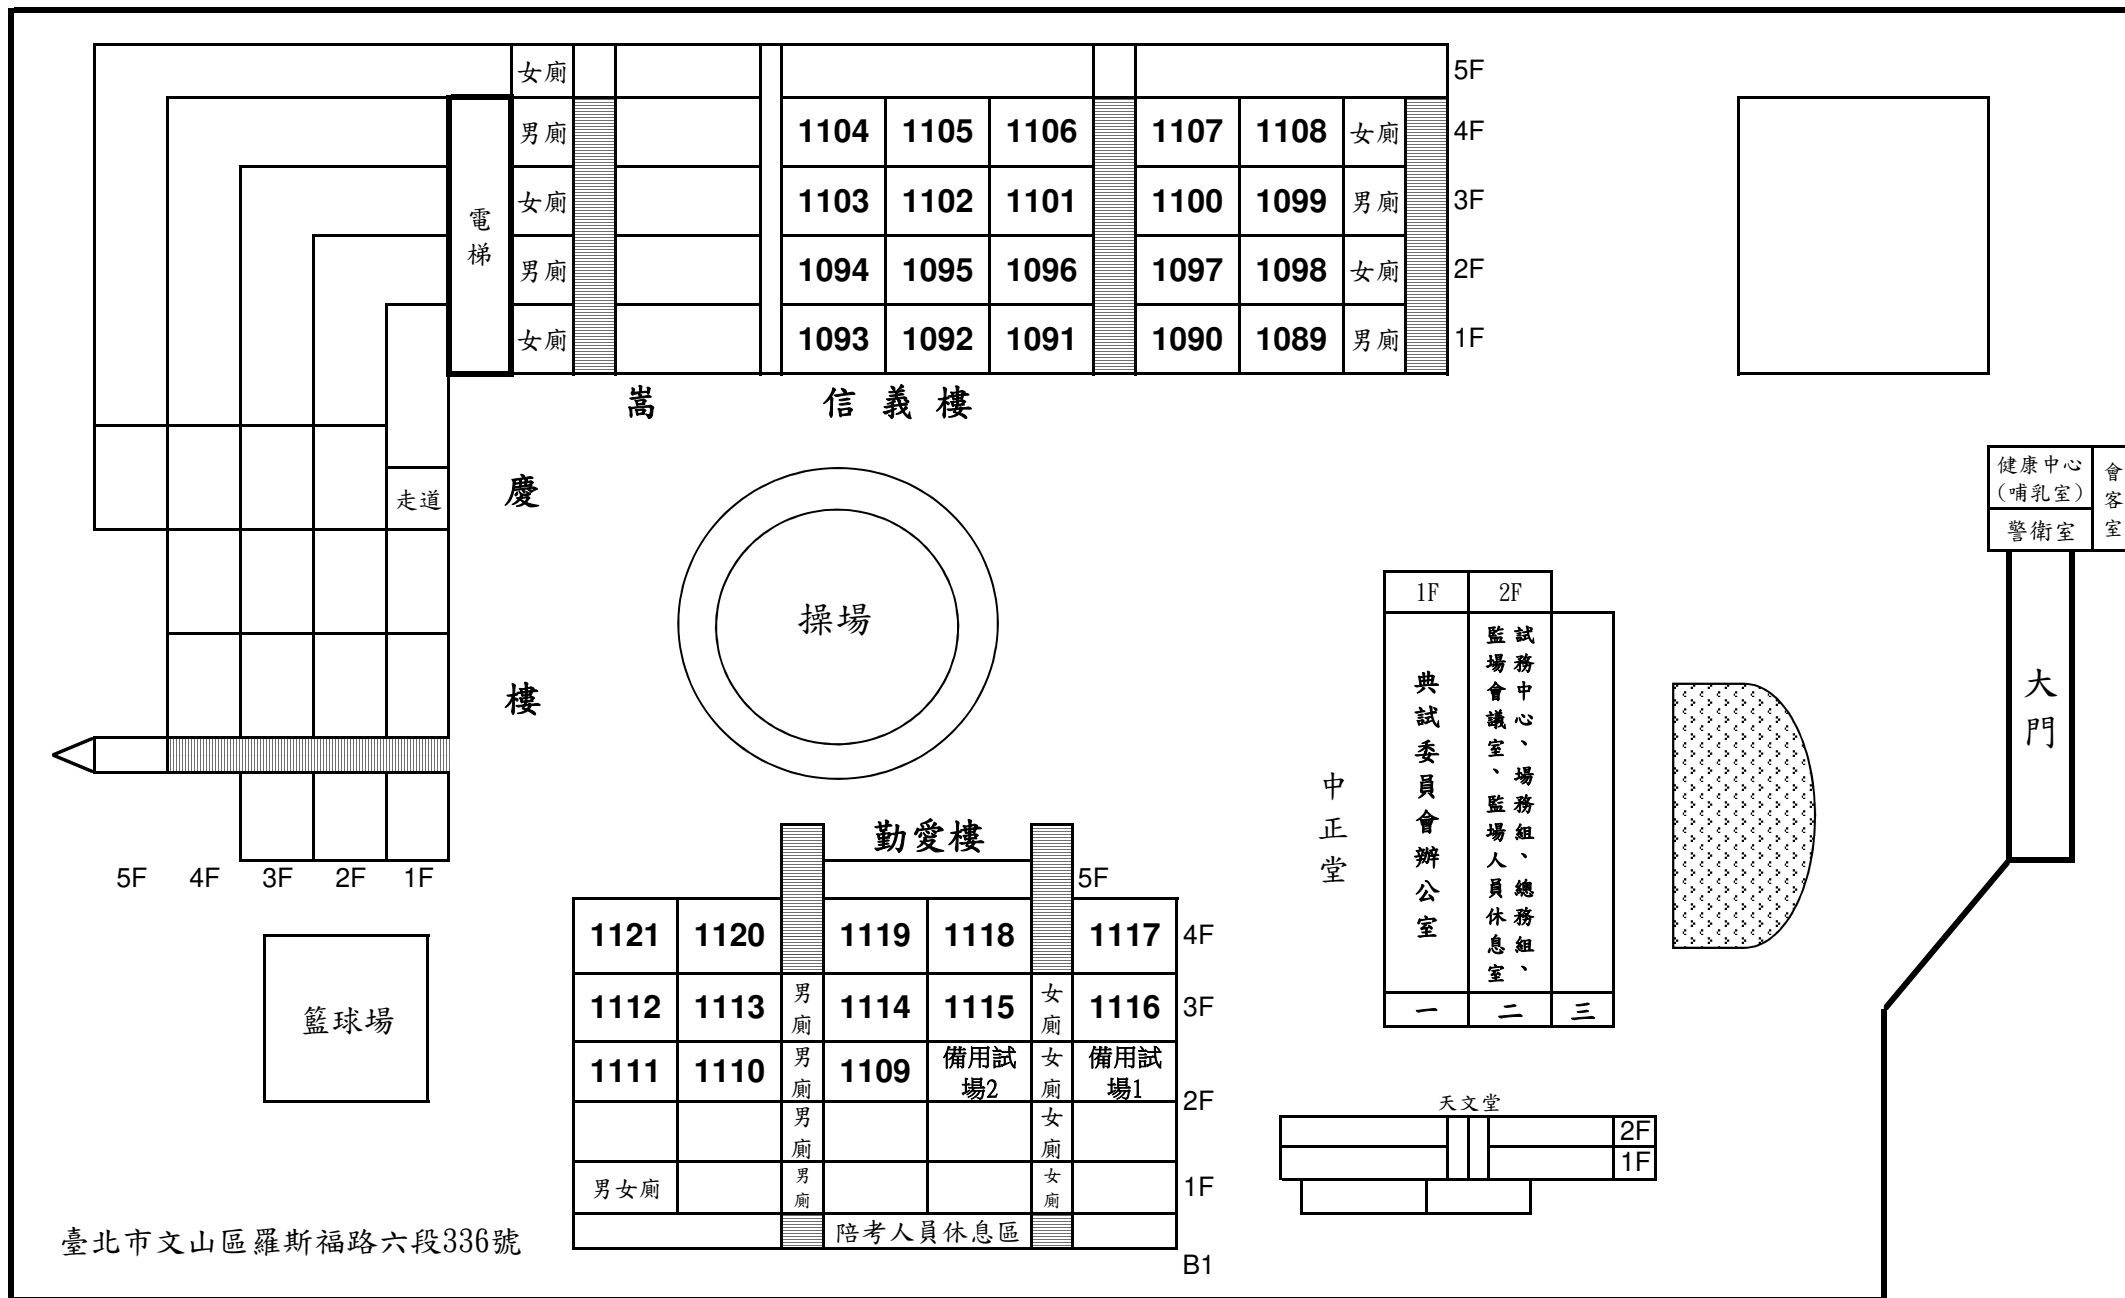 女廁 5F
男廁 1104 1105 1106 1107 1108 女廁 4F
女廁 1103 1102 1101 1100 1099 男廁 3F
電梯
男廁 1094 1095 1096 1097 1098 女廁 2F
女廁 1093 1092 1091 1090 1089 男廁 1F
嵩慶樓
信義樓
走道
操場
健康中心
(哺乳室)
警衛室
會客室
大門
1F 2F
典試委員會辦公室
試務中心、場務組、總務組、
監場會議室、監場人員休息室
一 二 三
中正堂
5F 4F 3F 2F 1F
籃球場
勤愛樓
5F
1121 1120 1119 1118 1117 4F
1112 1113 男廁 1114 1115 女廁 1116 3F
1111 1110 男廁 1109 備用試場2 女廁 備用試場1
2F
男廁 女廁
男女廁 男廁 女廁 1F
陪考人員休息區
B1
天文堂
2F
1F
臺北市文山區羅斯福路六段336號